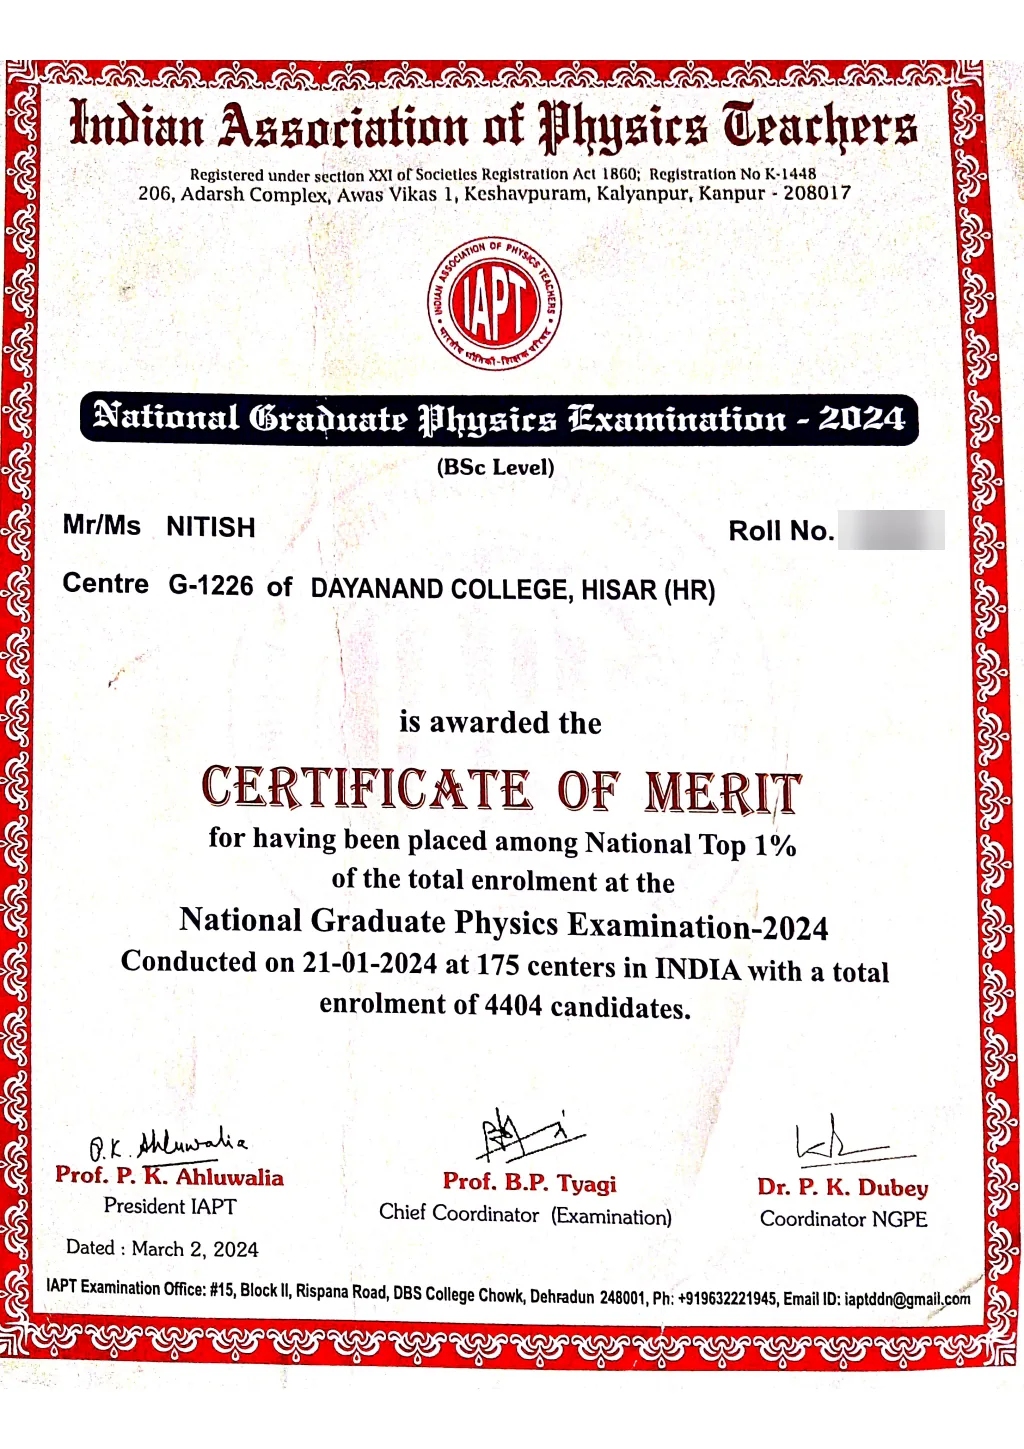 Indian Association of Physics Teachers
Registered under section XXI of Societies Registration Act 1860; Registration No K-1448
206, Adarsh Complex, Awas Vikas 1, Keshavpuram, Kalyanpur, Kanpur - 208017
INDIAN ASSOCIATION OF PHYSICS TEACHERS
IAPT
भारतीय भौतिकी-शिक्षक परिषद
National Graduate Physics Examination - 2024
(BSc Level)
Mr/Ms NITISH Roll No.
Centre G-1226 of DAYANAND COLLEGE, HISAR (HR)
is awarded the
CERTIFICATE OF MERIT
for having been placed among National Top 1%
of the total enrolment at the
National Graduate Physics Examination-2024
Conducted on 21-01-2024 at 175 centers in INDIA with a total
enrolment of 4404 candidates.
P.K. Ahluwalia
Prof. P. K. Ahluwalia Prof. B.P. Tyagi Dr. P. K. Dubey
President IAPT Chief Coordinator (Examination) Coordinator NGPE
Dated : March 2, 2024
IAPT Examination Office: #15, Block II, Rispana Road, DBS College Chowk, Dehradun 248001, Ph: +919632221945, Email ID: iaptddn@gmail.com